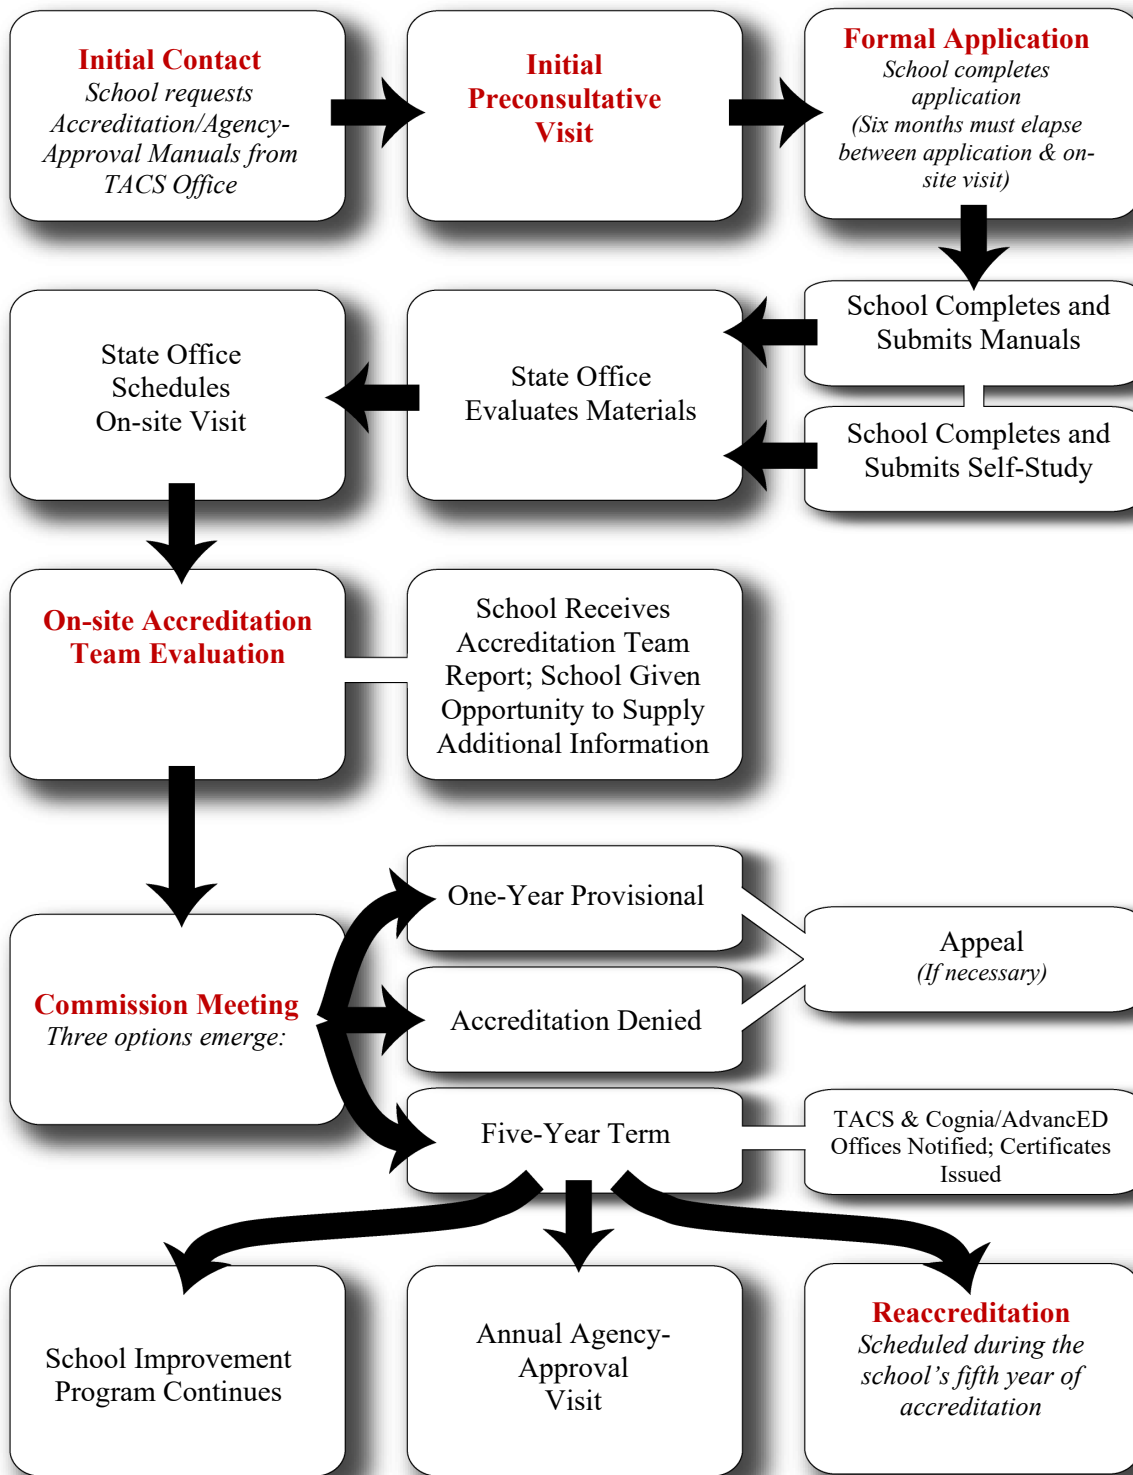 Initial Contact
School requests
Accreditation/Agency-
Approval Manuals from
TACS Office
Initial
Preconsultative
Visit
Formal Application
School completes
application
(Six months must elapse
between application & on-
site visit)
School Completes and
Submits Manuals
State Office
Schedules
On-site Visit
State Office
Evaluates Materials
School Completes and
Submits Self-Study
On-site Accreditation
Team Evaluation
School Receives
Accreditation Team
Report; School Given
Opportunity to Supply
Additional Information
Commission Meeting
Three options emerge:
One-Year Provisional
Accreditation Denied
Appeal
(If necessary)
Five-Year Term
TACS & Cognia/AdvancED
Offices Notified; Certificates
Issued
School Improvement
Program Continues
Annual Agency-
Approval
Visit
Reaccreditation
Scheduled during the
school’s fifth year of
accreditation